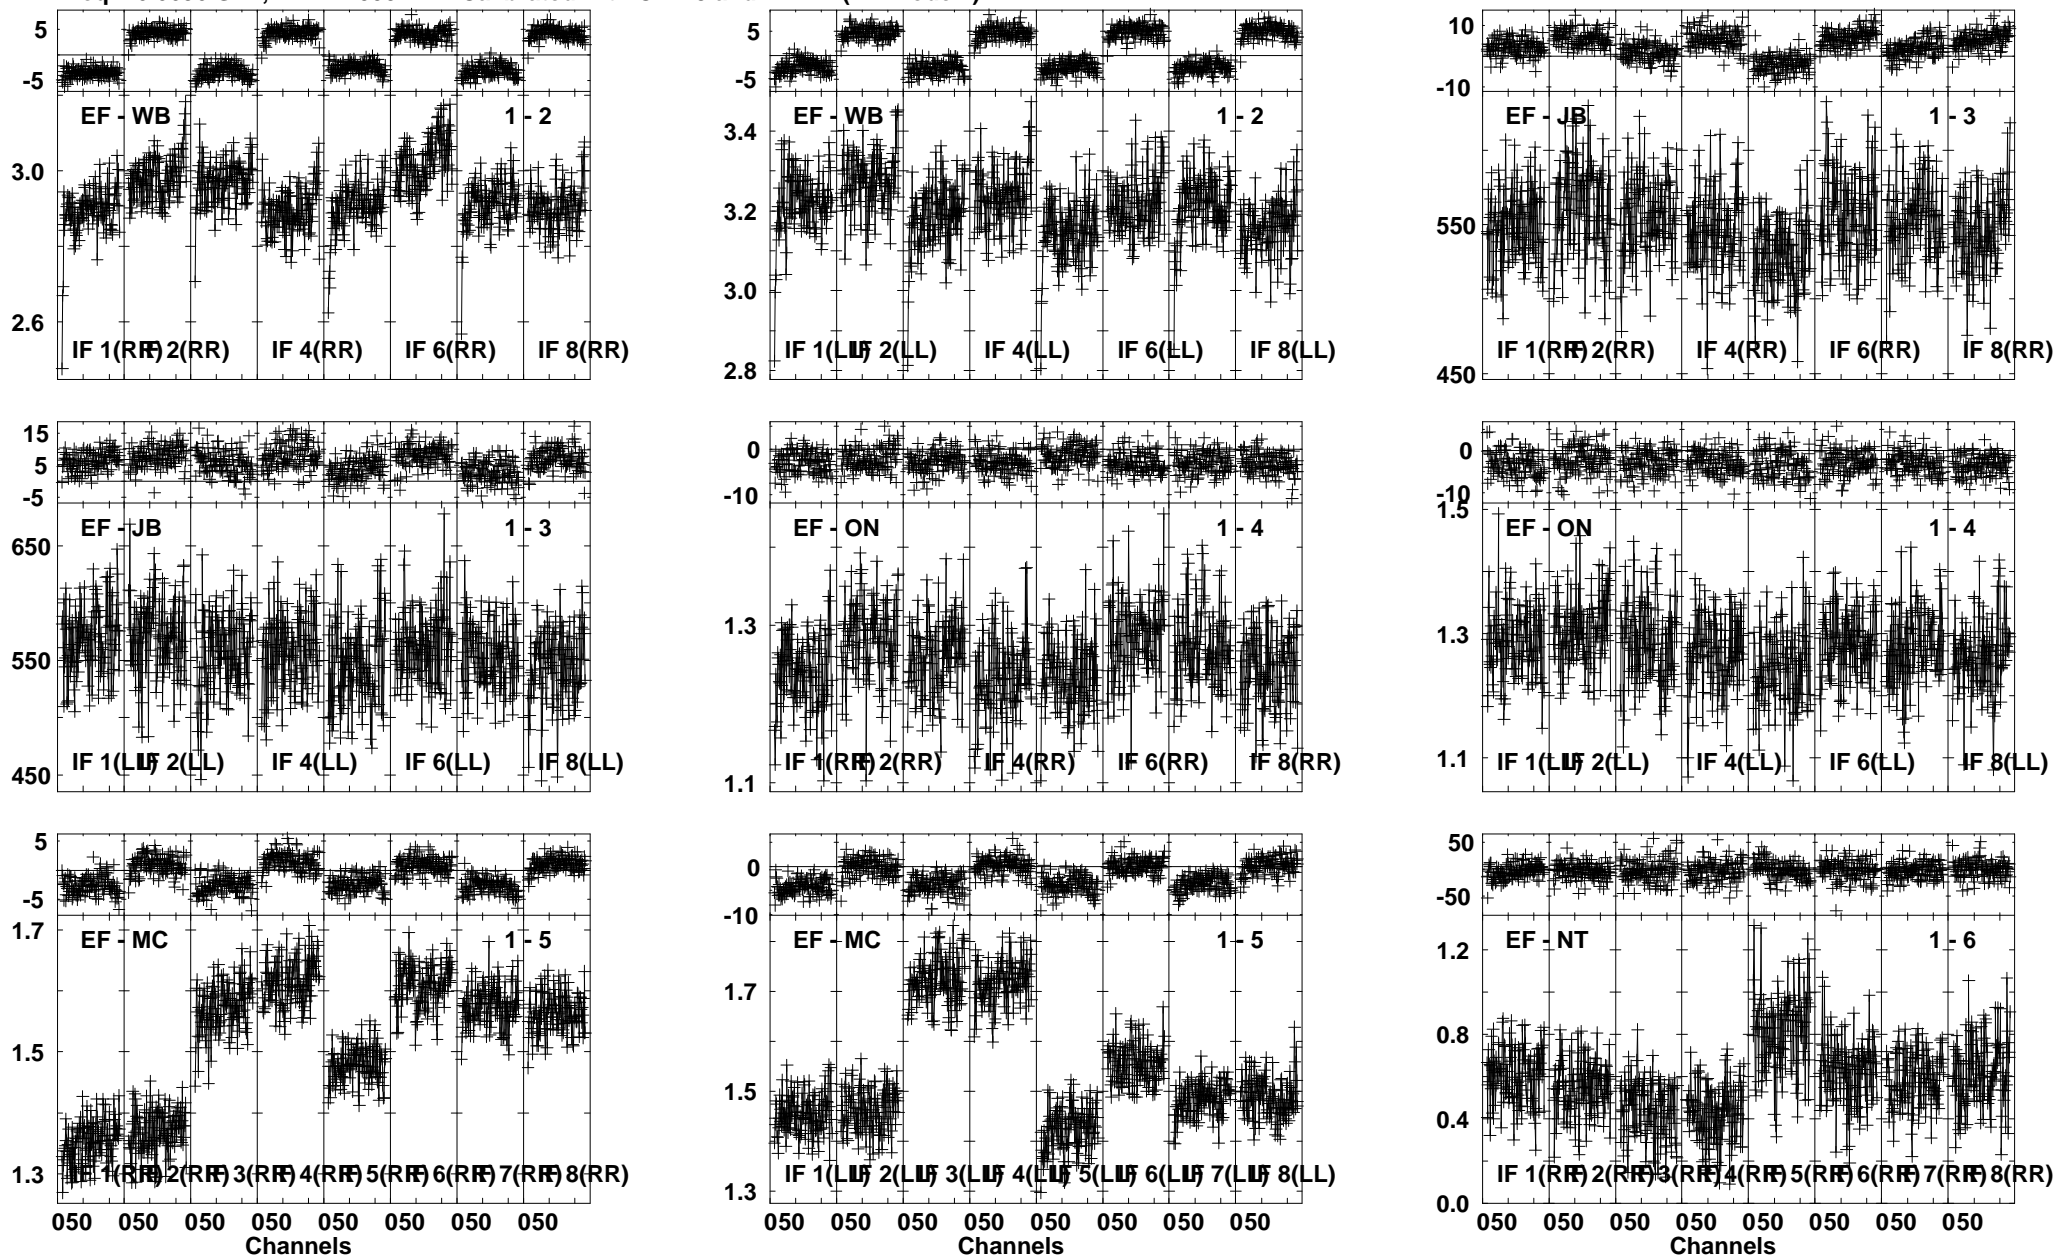 5
-5
EF - WB 1 - 2
3.0
2.6
IF 1(RR) IF 2(RR) IF 4(RR) IF 6(RR) IF 8(RR)
5
-5
EF - WB 1 - 2
3.4
3.2
3.0
2.8
IF 1(LL) IF 2(LL) IF 4(LL) IF 6(LL) IF 8(LL)
10
-10
EF - JB 1 - 3
550
450
IF 1(RR) IF 2(RR) IF 4(RR) IF 6(RR) IF 8(RR)
15
5
-5
EF - JB 1 - 3
650
550
450
IF 1(LL) IF 2(LL) IF 4(LL) IF 6(LL) IF 8(LL)
0
-10
EF - ON 1 - 4
1.3
1.1
IF 1(RR) IF 2(RR) IF 4(RR) IF 6(RR) IF 8(RR)
0
-10
1.5
EF - ON 1 - 4
1.3
1.1
IF 1(LL) IF 2(LL) IF 4(LL) IF 6(LL) IF 8(LL)
5
-5
1.7
EF - MC 1 - 5
1.5
1.3
IF 1(RR) IF 2(RR) IF 3(RR) IF 4(RR) IF 5(RR) IF 6(RR) IF 7(RR) IF 8(RR)
050 050 050 050 050 050 050 050
Channels
0
-10
EF - MC 1 - 5
1.7
1.5
1.3
IF 1(LL) IF 2(LL) IF 3(LL) IF 4(LL) IF 5(LL) IF 6(LL) IF 7(LL) IF 8(LL)
050 050 050 050 050 050 050 050
Channels
50
-50
EF - NT 1 - 6
1.2
0.8
0.4
0.0
IF 1(RR) IF 2(RR) IF 3(RR) IF 4(RR) IF 5(RR) IF 6(RR) IF 7(RR) IF 8(RR)
050 050 050 050 050 050 050 050
Channels